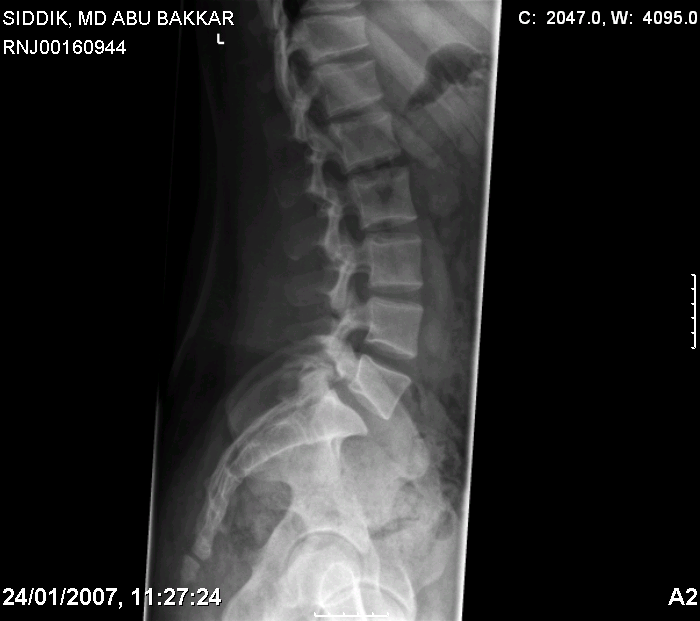 SIDDIK, MD ABU BAKKAR
RNJ00160944
L
C: 2047.0, W: 4095.0
24/01/2007, 11:27:24
A2